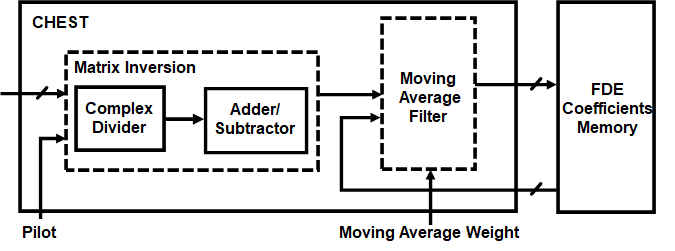 CHEST
Matrix Inversion
Complex
Divider
Adder/
Subtractor
Moving
Average
Filter
FDE
Coefficients
Memory
Pilot
Moving Average Weight